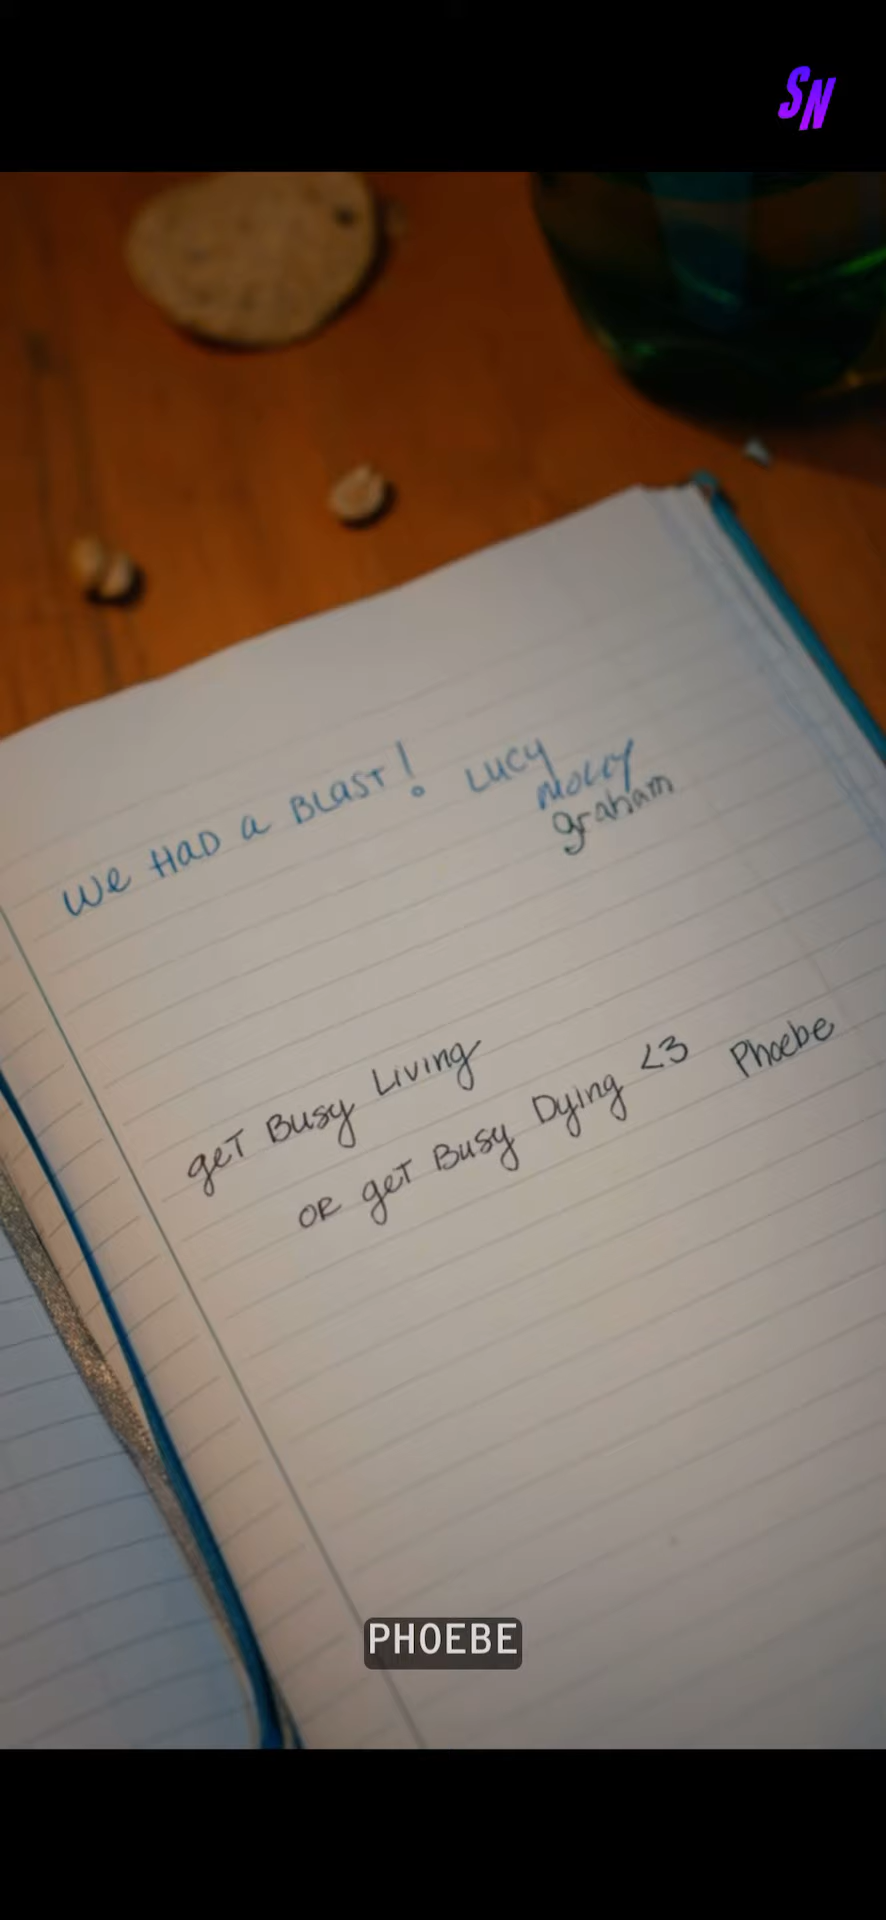 SN
We Had a Blast! Lucy
Molly
graham
get Busy Living
or get Busy Dying <3 Phoebe
PHOEBE